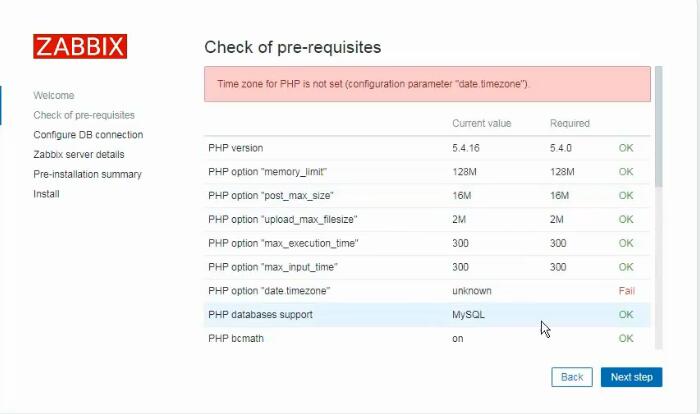 ZABBIX
Check of pre-requisites
Time zone for PHP is not set (configuration parameter "date.timezone").
Welcome
Check of pre-requisites
Configure DB connection
Zabbix server details
Pre-installation summary
Install
Current value Required
PHP version 5.4.16 5.4.0 OK
PHP option "memory_limit" 128M 128M OK
PHP option "post_max_size" 16M 16M OK
PHP option "upload_max_filesize" 2M 2M OK
PHP option "max_execution_time" 300 300 OK
PHP option "max_input_time" 300 300 OK
PHP option "date.timezone" unknown Fail
PHP databases support MySQL OK
PHP bcmath on OK
Back Next step